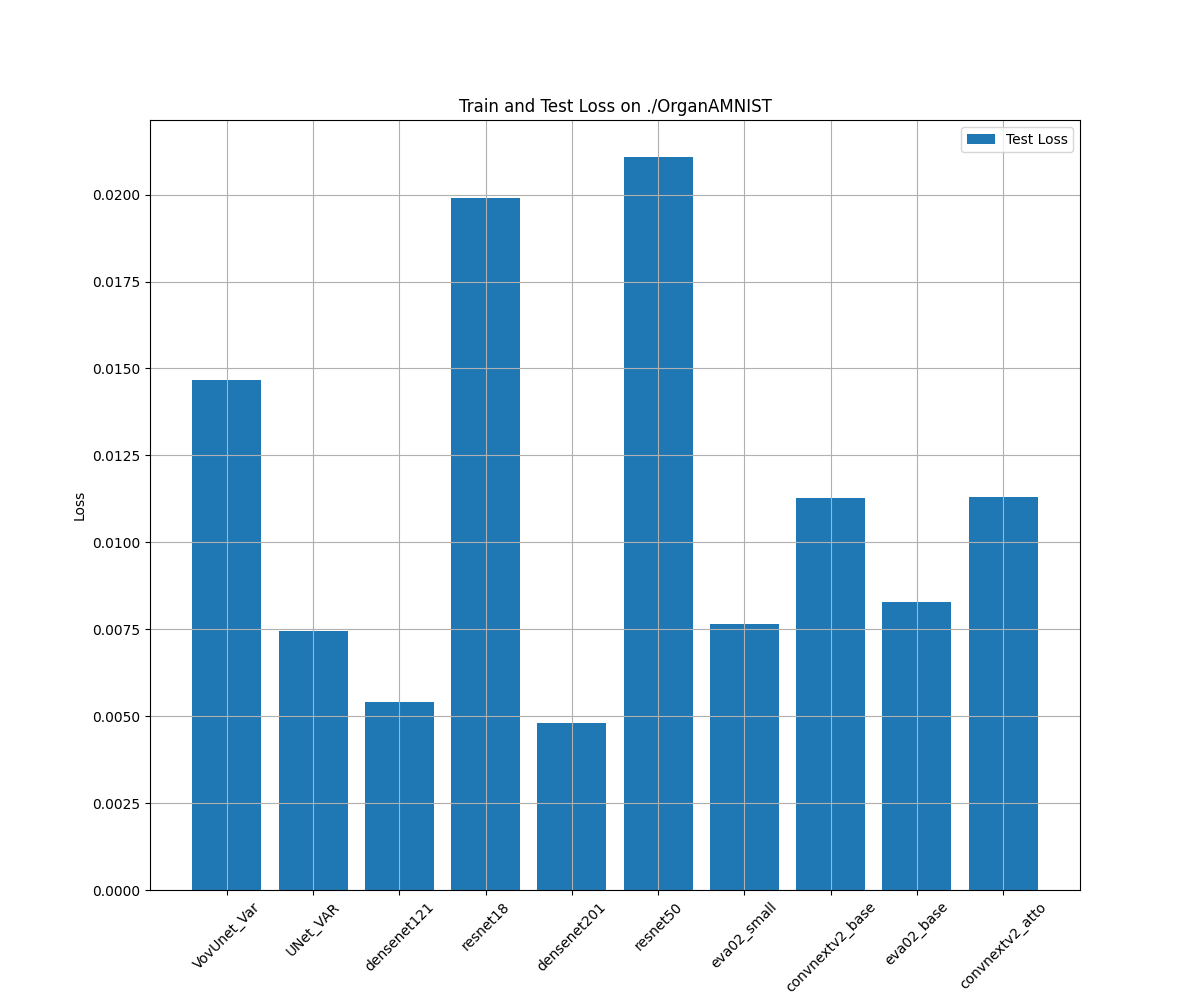 Train and Test Loss on ./OrganAMNIST
Test Loss
0.0200
0.0175
0.0150
0.0125
0.0100
0.0075
0.0050
0.0025
0.0000
Loss
VovUnet_Var
UNet_VAR
densenet121
resnet18
densenet201
resnet50
eva02_small
convnextv2_base
eva02_base
convnextv2_atto